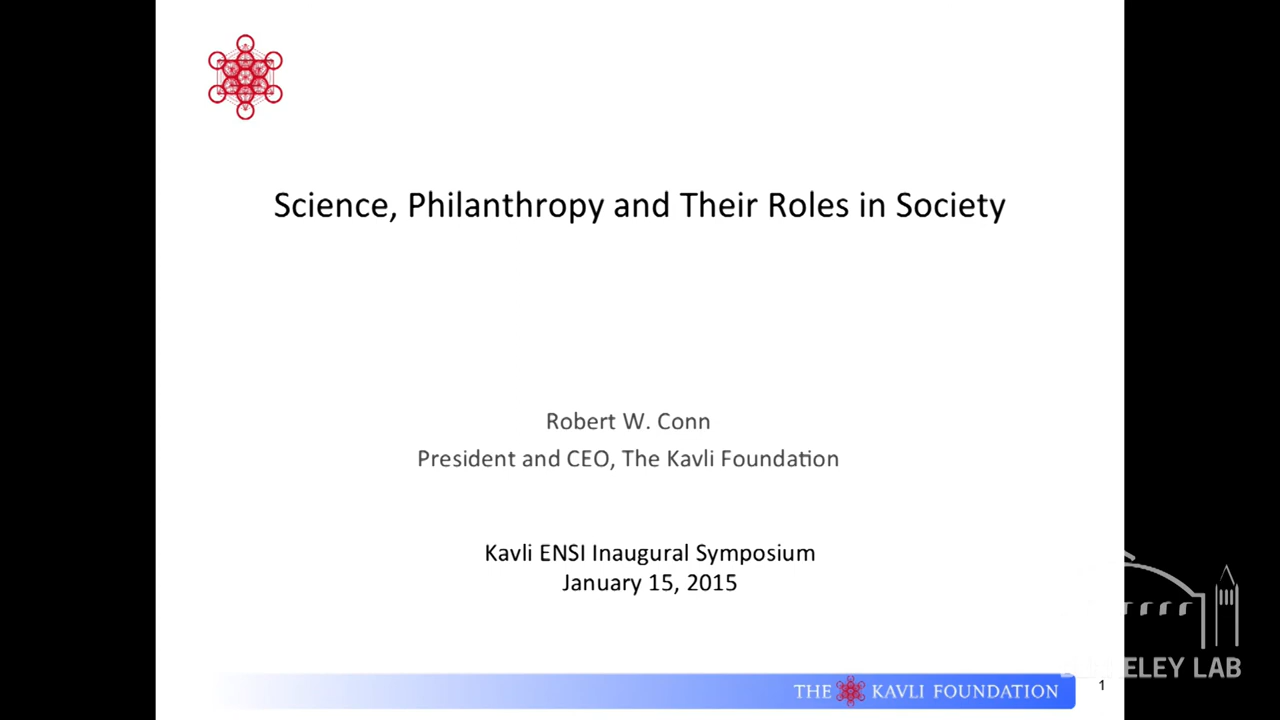 Science, Philanthropy and Their Roles in Society
Robert W. Conn
President and CEO, The Kavli Foundation
Kavli ENSI Inaugural Symposium
January 15, 2015
THE KAVLI FOUNDATION
1
LAB